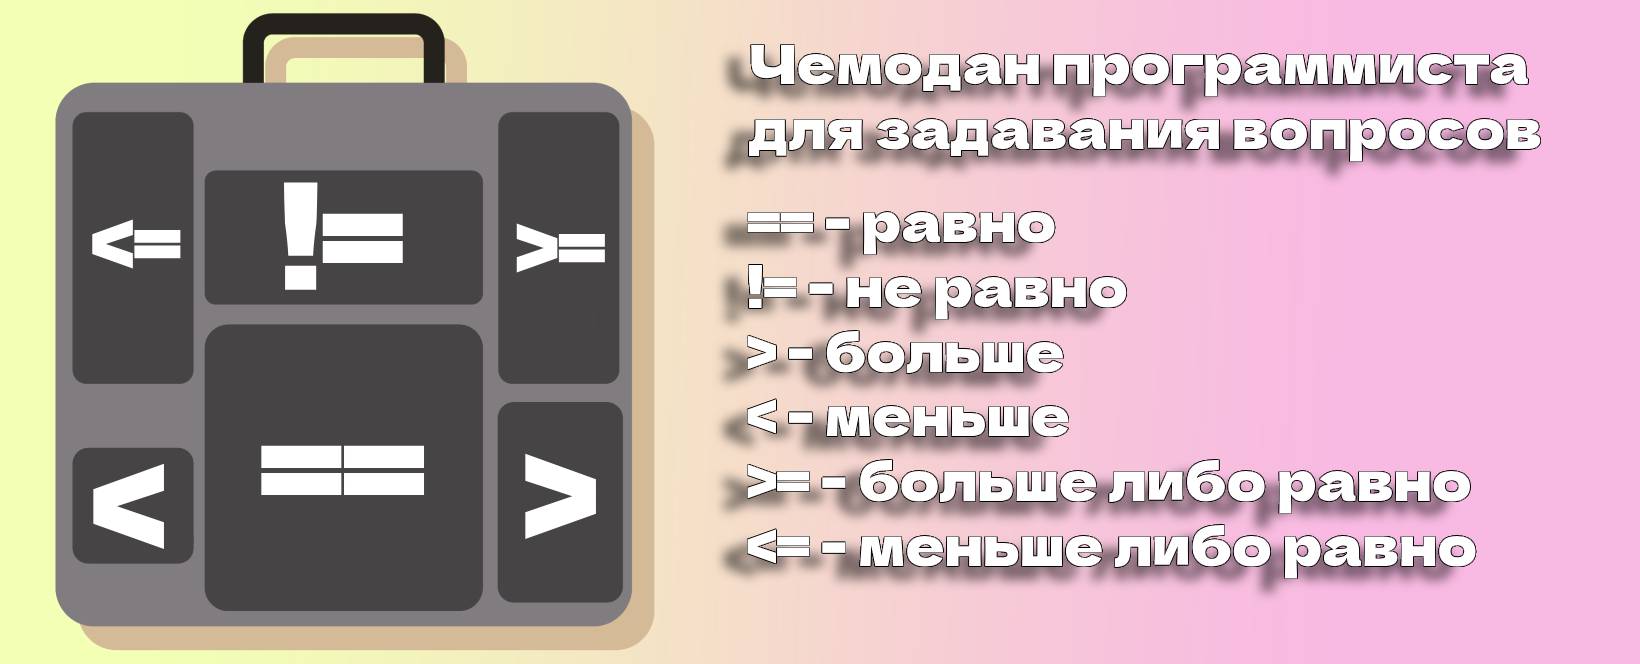 <=
!=
>=
<
==
>
Чемодан программиста
для задавания вопросов
== - равно
!= - не равно
> - больше
< - меньше
>= - больше либо равно
<= - меньше либо равно